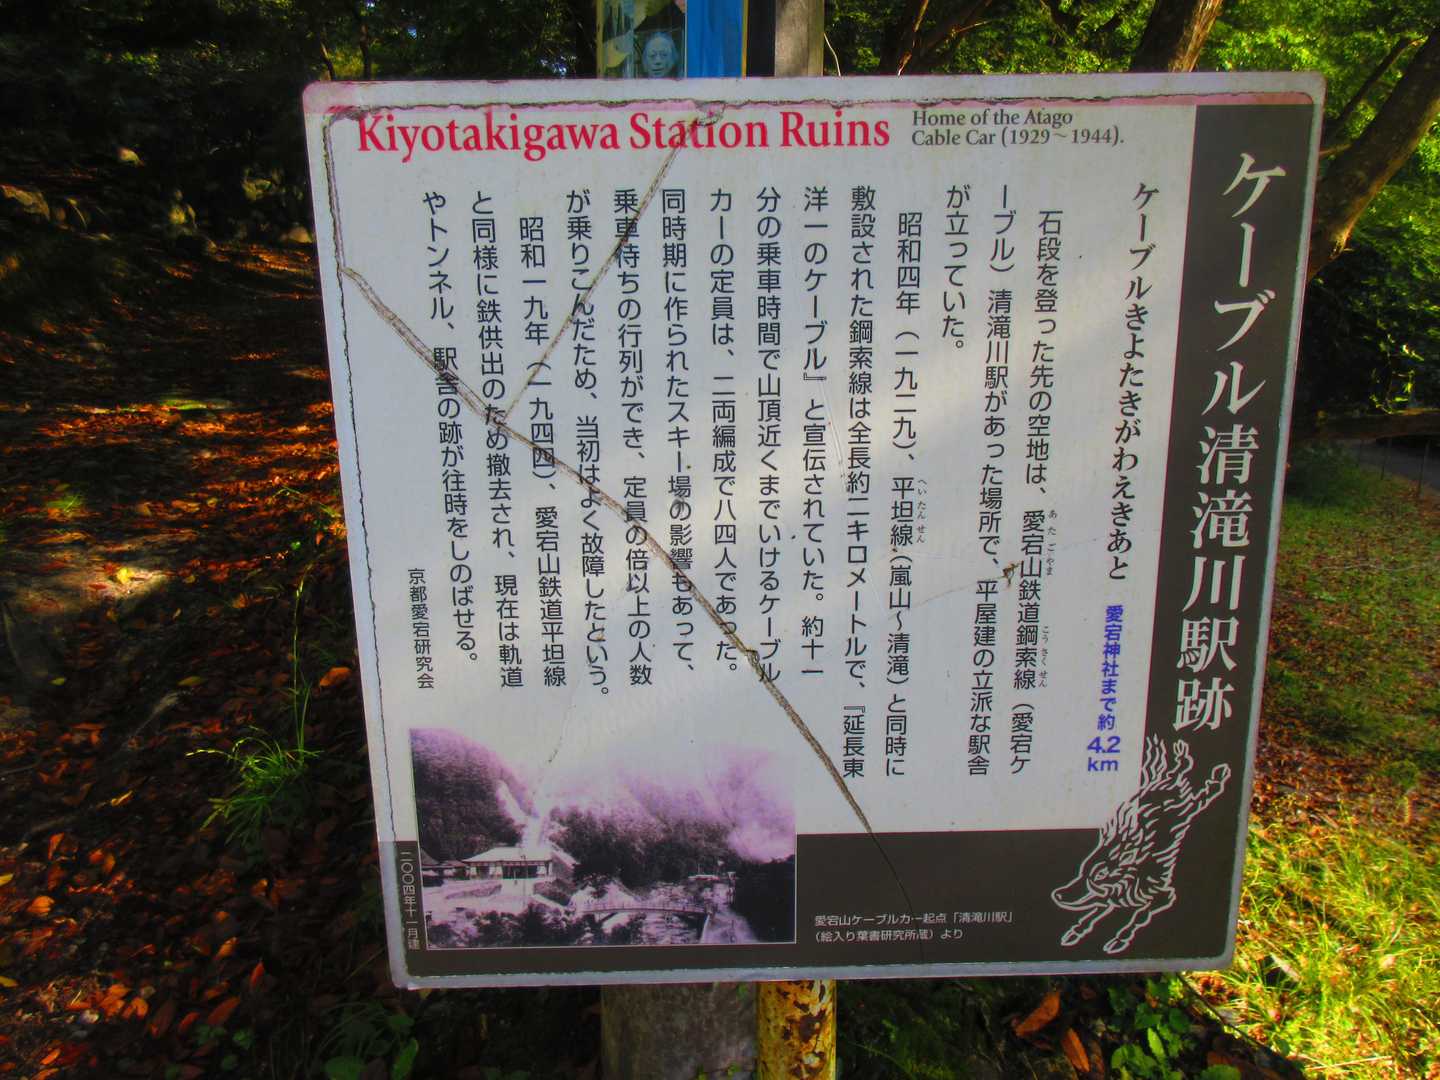 Kiyotakigawa Station Ruins
Home of the Atago
Cable Car (1929～1944).
ケーブル清滝川駅跡
ケーブルきよたきがわえきあと
愛宕神社まで約
4.2
km
石段を登った先の空地は、愛宕山鉄道鋼索線（愛宕ケ
あたごやま
こうさくせん
ーブル）清滝川駅があった場所で、平屋建の立派な駅舎
が立っていた。
昭和四年（一九二九）、平坦線（嵐山～清滝）と同時に
へいたんせん
敷設された鋼索線は全長約二キロメートルで、『延長東
洋一のケーブル』と宣伝されていた。約十一
分の乗車時間で山頂近くまでいけるケーブル
カーの定員は、二両編成で八四人であった。
同時期に作られたスキー場の影響もあって、
乗車待ちの行列ができ、定員の倍以上の人数
が乗りこんだため、当初はよく故障したという。
昭和一九年（一九四四）、愛宕山鉄道平坦線
と同様に鉄供出のため撤去され、現在は軌道
やトンネル、駅舎の跡が往時をしのばせる。
京都愛宕研究会
愛宕山ケーブルカー起点「清滝川駅」
（絵入り葉書研究所蔵）より
二〇〇四年十一月建